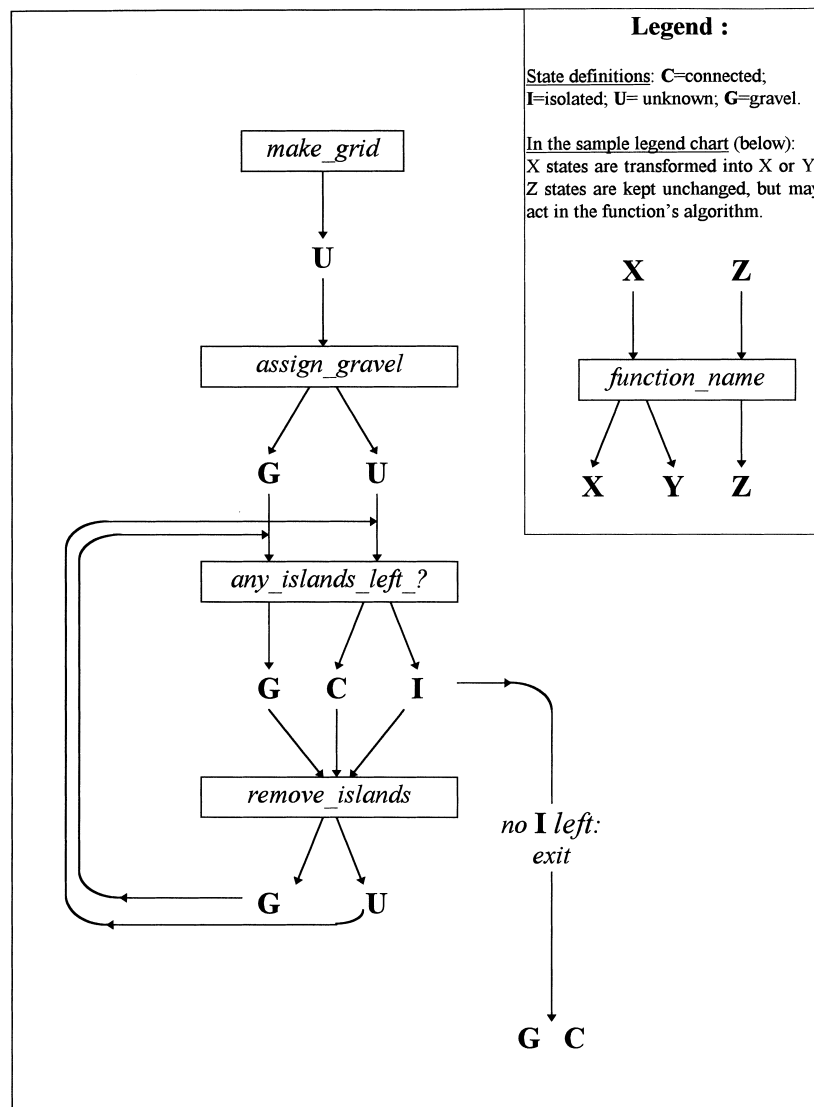 Legend :
State definitions: C=connected;
I=isolated; U= unknown; G=gravel.
In the sample legend chart (below):
X states are transformed into X or Y
Z states are kept unchanged, but may
act in the function's algorithm.
X Z
function_name
X Y Z
make_grid
U
assign_gravel
G U
any_islands_left_?
G C I
remove_islands
no I left:
exit
G U
G C